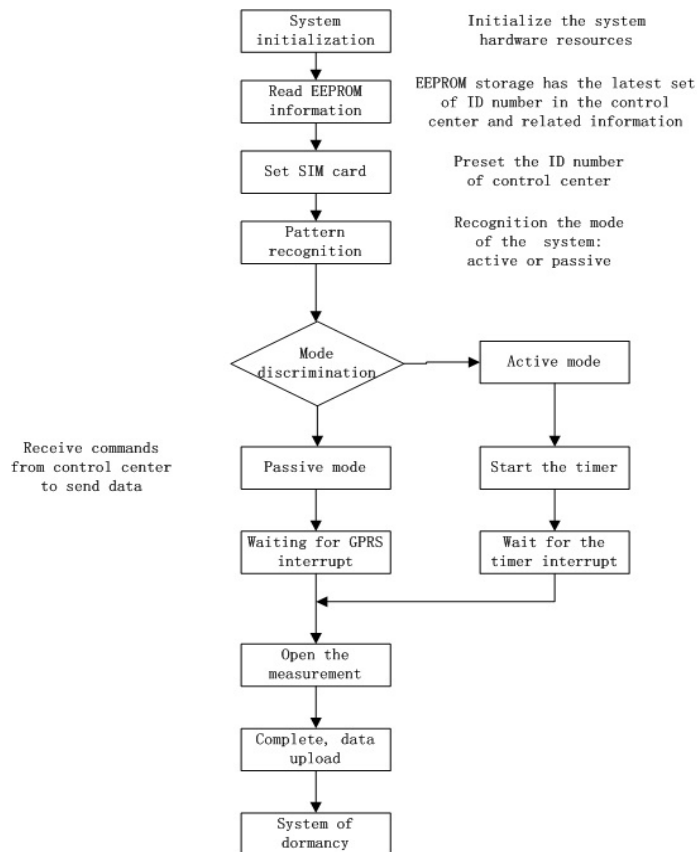 System
initialization
Initialize the system
hardware resources
Read EEPROM
information
EEPROM storage has the latest set
of ID number in the control
center and related information
Set SIM card
Preset the ID number
of control center
Pattern
recognition
Recognition the mode
of the system:
active or passive
Mode
discrimination
Active mode
Receive commands
from control center
to send data
Passive mode
Start the timer
Waiting for GPRS
interrupt
Wait for the
timer interrupt
Open the
measurement
Complete, data
upload
System of
dormancy